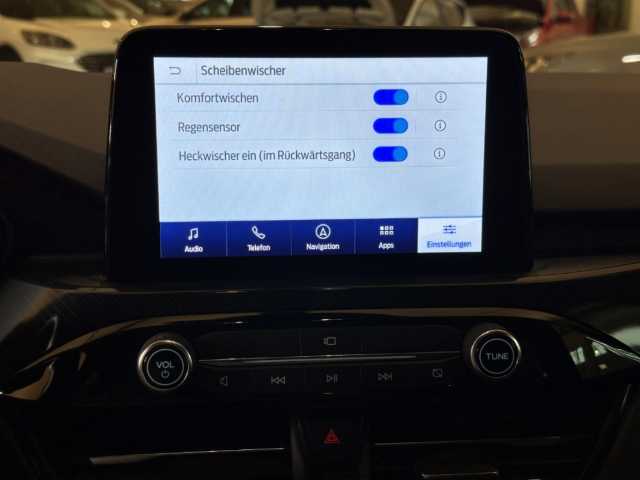 Scheibenwischer
Komfortwischen
Regensensor
Heckwischer ein (im Rückwärtsgang)
Audio
Telefon
Navigation
Apps
Einstellungen
VOL
TUNE